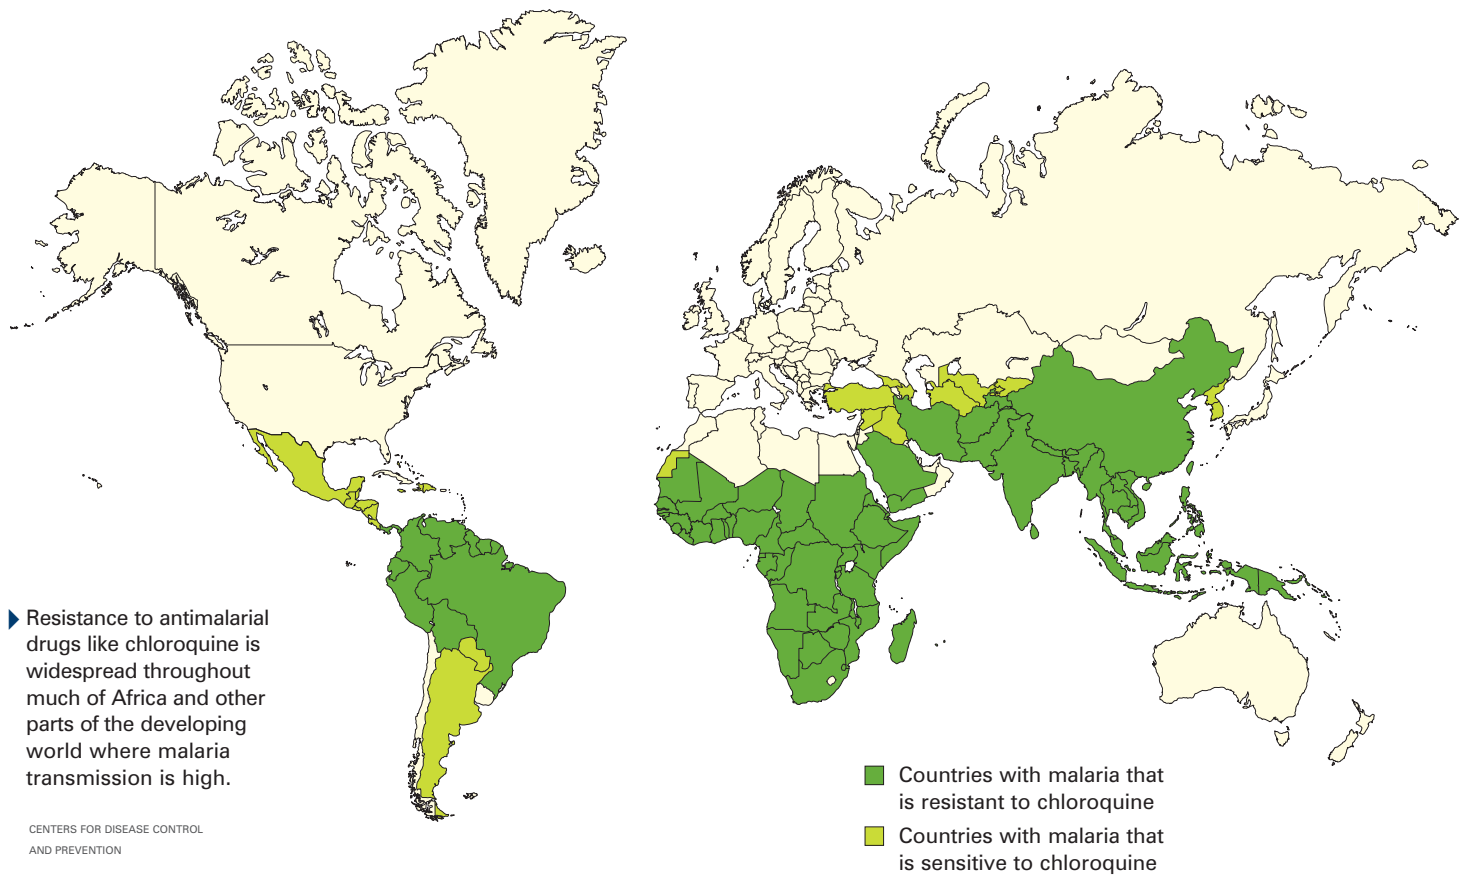 Resistance to antimalarial
drugs like chloroquine is
widespread throughout
much of Africa and other
parts of the developing
world where malaria
transmission is high.
CENTERS FOR DISEASE CONTROL
AND PREVENTION
Countries with malaria that
is resistant to chloroquine
Countries with malaria that
is sensitive to chloroquine